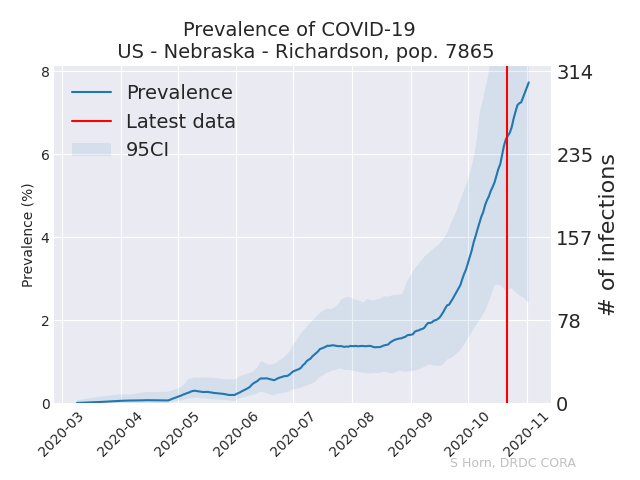 Prevalence of COVID-19
US - Nebraska - Richardson, pop. 7865
Prevalence
Latest data
95CI
Prevalence (%)
8
6
4
2
0
314
235
157
78
0
# of infections
2020-03
2020-04
2020-05
2020-06
2020-07
2020-08
2020-09
2020-10
2020-11
S Horn, DRDC CORA